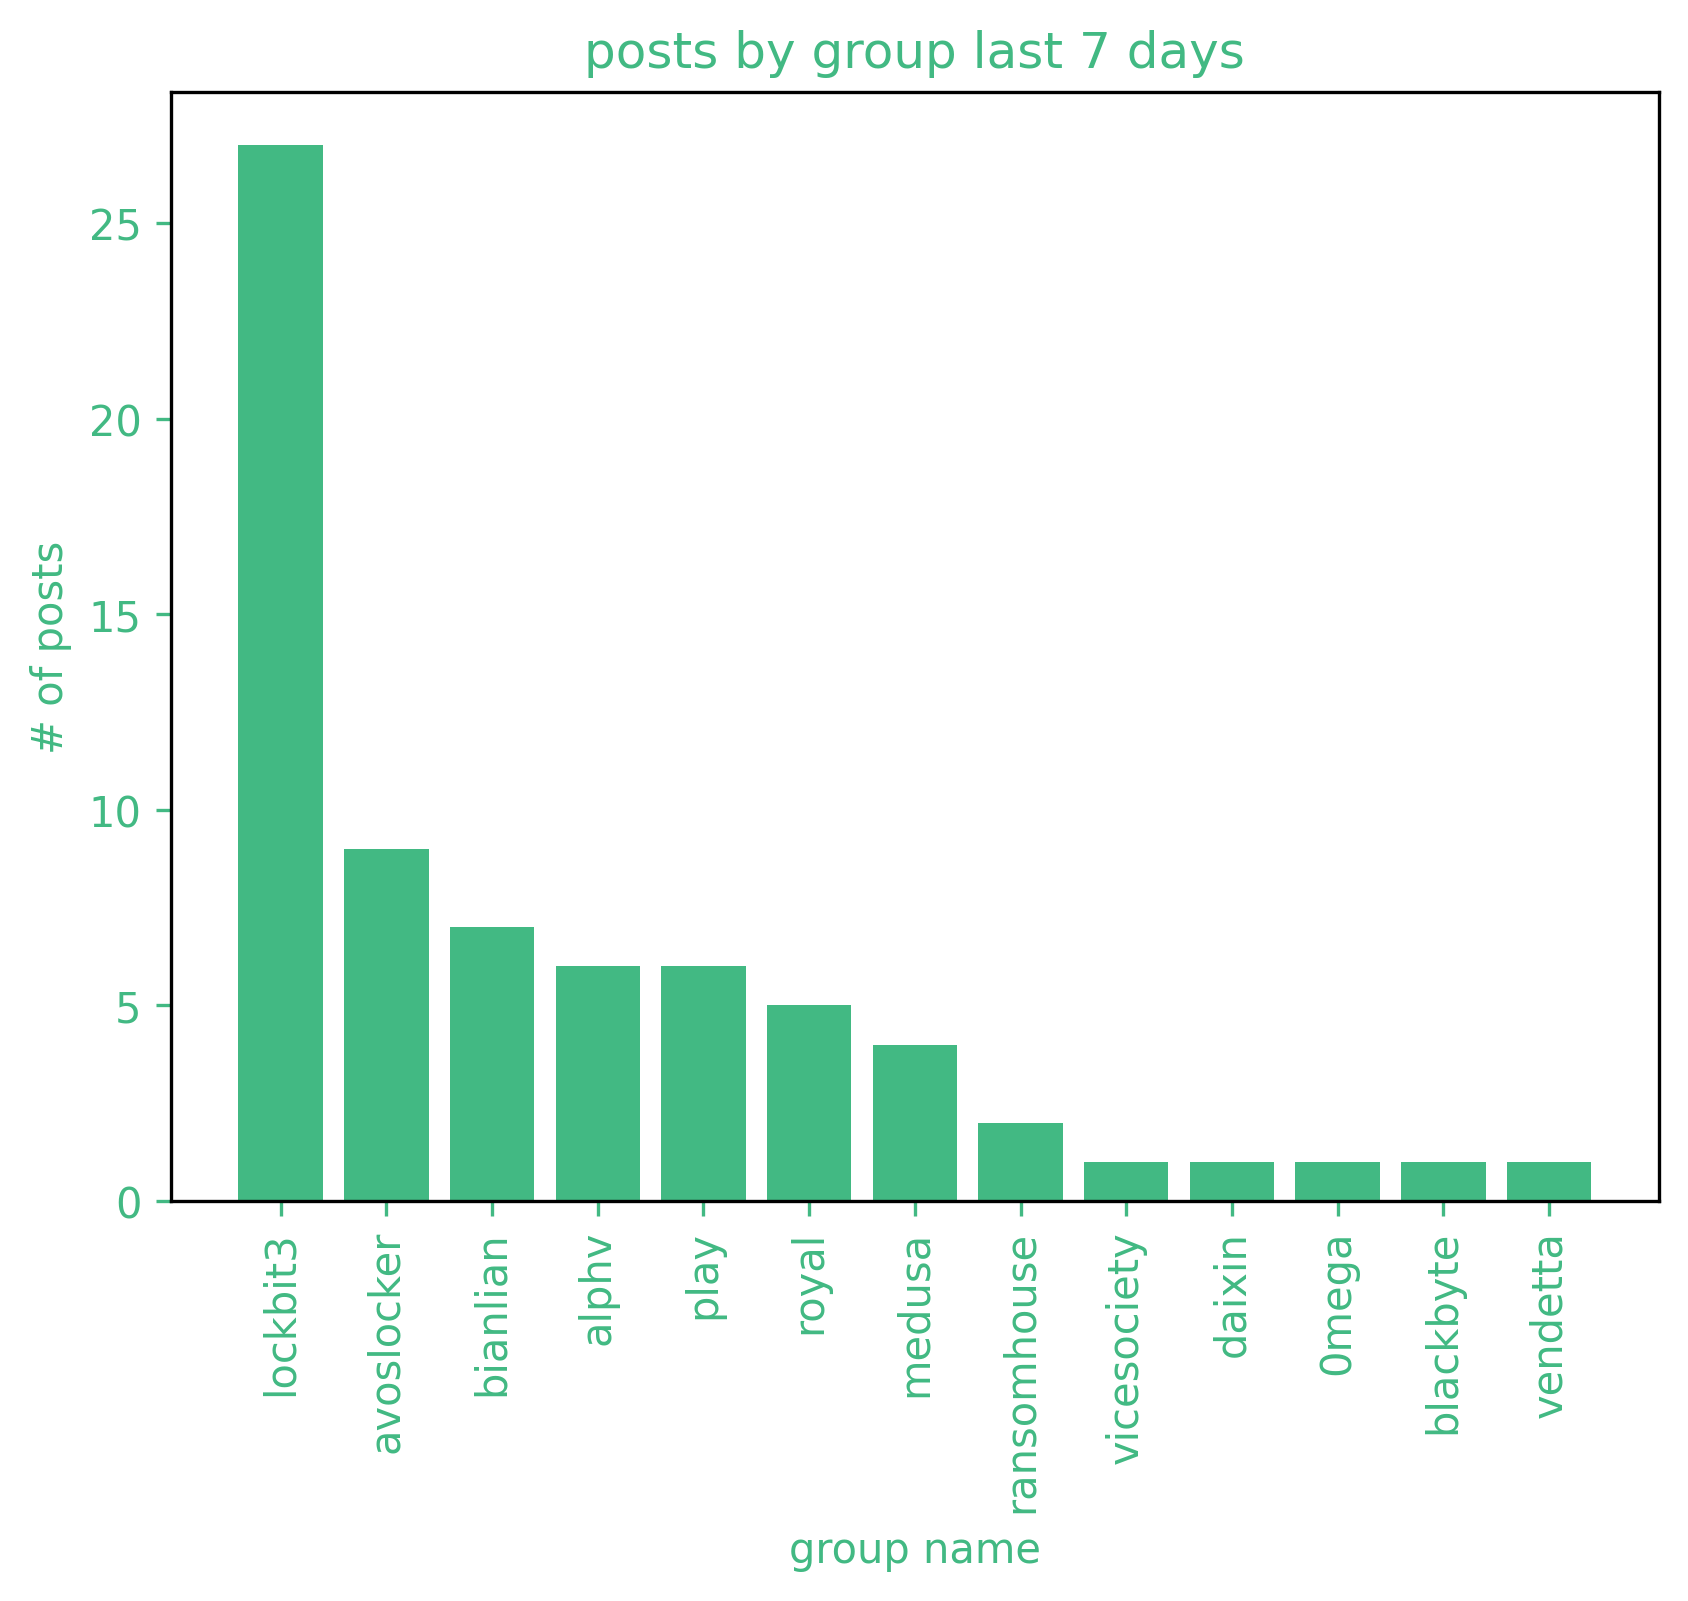 posts by group last 7 days
# of posts
25
20
15
10
5
0
lockbit3
avoslocker
bianlian
alphv
play
royal
medusa
ransomhouse
vicesociety
daixin
0mega
blackbyte
vendetta
group name